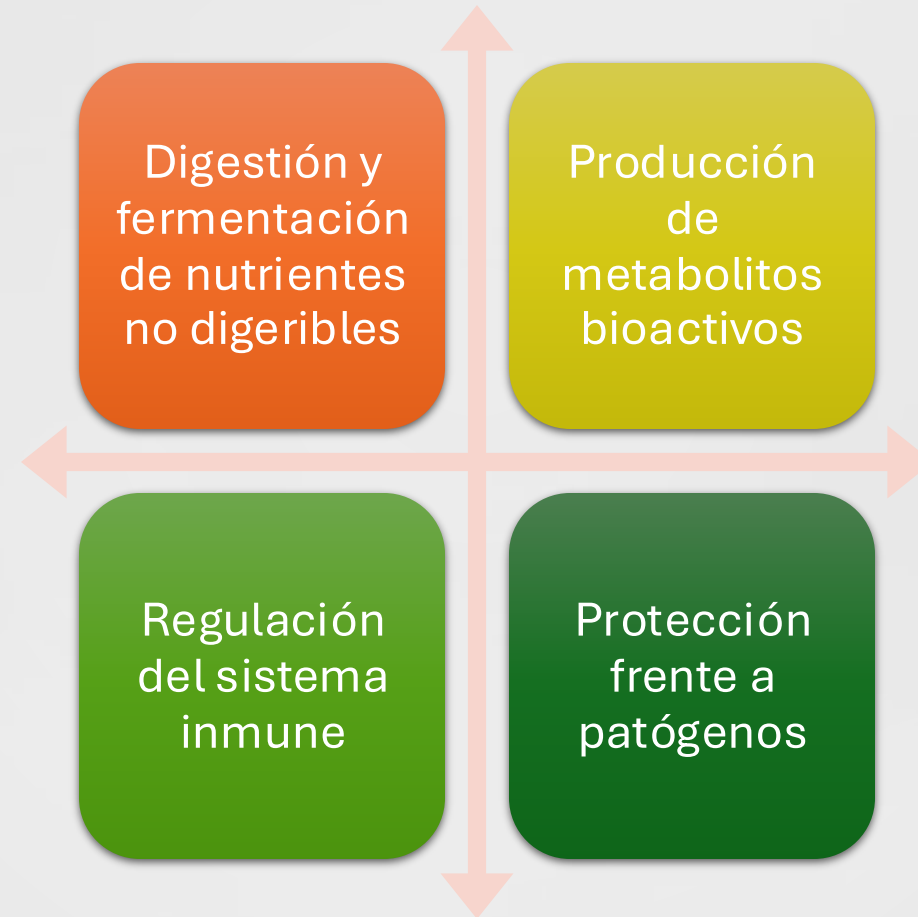 Digestión y
fermentación
de nutrientes
no digeribles
Producción
de
metabolitos
bioactivos
Regulación
del sistema
inmune
Protección
frente a
patógenos